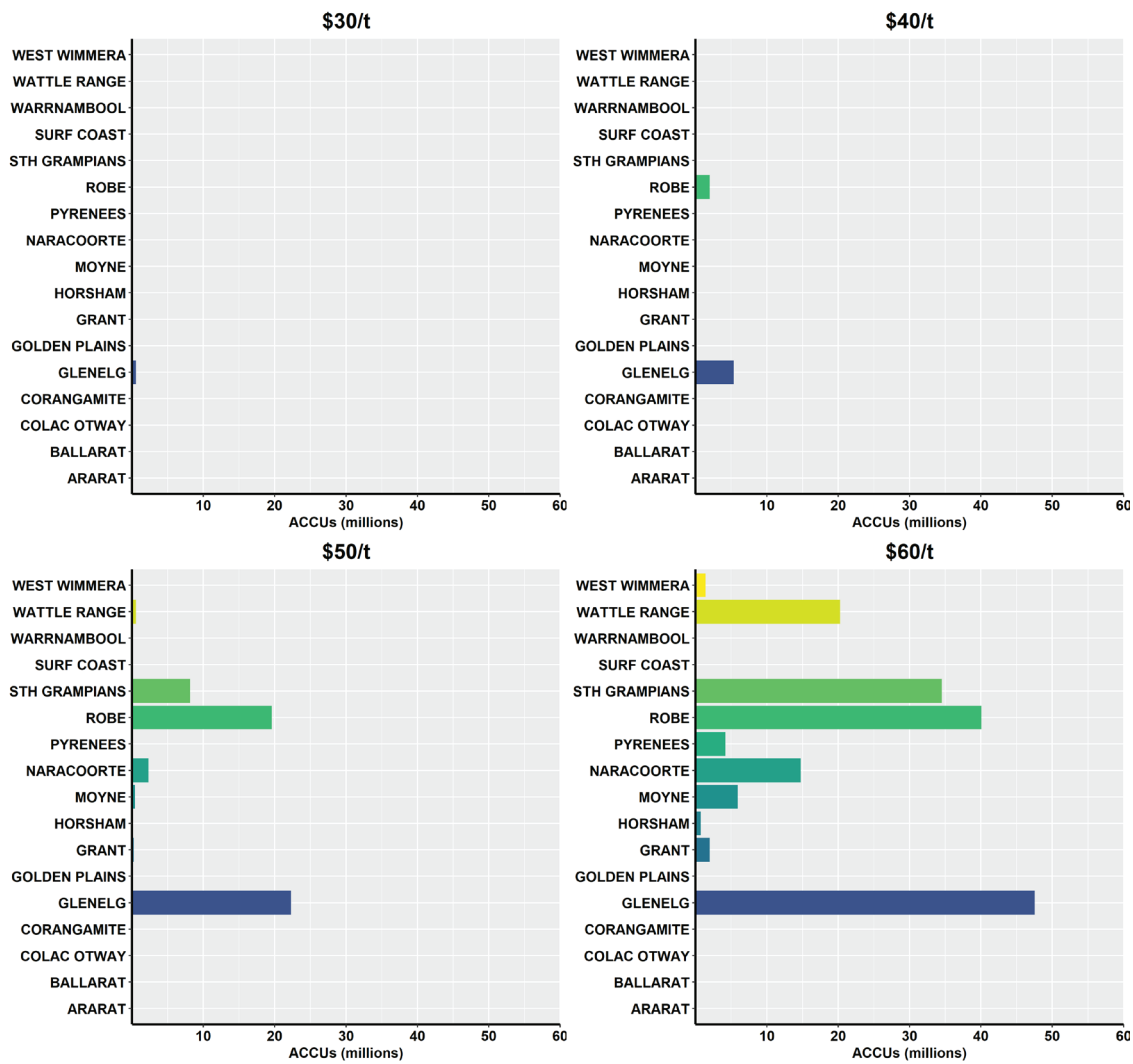 $30/t
WEST WIMMERA
WATTLE RANGE
WARRNAMBOOL
SURF COAST
STH GRAMPIANS
ROBE
PYRENEES
NARACOORTE
MOYNE
HORSHAM
GRANT
GOLDEN PLAINS
GLENELG
CORANGAMITE
COLAC OTWAY
BALLARAT
ARARAT
10 20 30 40 50 60
ACCUs (millions)
$40/t
WEST WIMMERA
WATTLE RANGE
WARRNAMBOOL
SURF COAST
STH GRAMPIANS
ROBE
PYRENEES
NARACOORTE
MOYNE
HORSHAM
GRANT
GOLDEN PLAINS
GLENELG
CORANGAMITE
COLAC OTWAY
BALLARAT
ARARAT
10 20 30 40 50 60
ACCUs (millions)
$50/t
WEST WIMMERA
WATTLE RANGE
WARRNAMBOOL
SURF COAST
STH GRAMPIANS
ROBE
PYRENEES
NARACOORTE
MOYNE
HORSHAM
GRANT
GOLDEN PLAINS
GLENELG
CORANGAMITE
COLAC OTWAY
BALLARAT
ARARAT
10 20 30 40 50 60
ACCUs (millions)
$60/t
WEST WIMMERA
WATTLE RANGE
WARRNAMBOOL
SURF COAST
STH GRAMPIANS
ROBE
PYRENEES
NARACOORTE
MOYNE
HORSHAM
GRANT
GOLDEN PLAINS
GLENELG
CORANGAMITE
COLAC OTWAY
BALLARAT
ARARAT
10 20 30 40 50 60
ACCUs (millions)